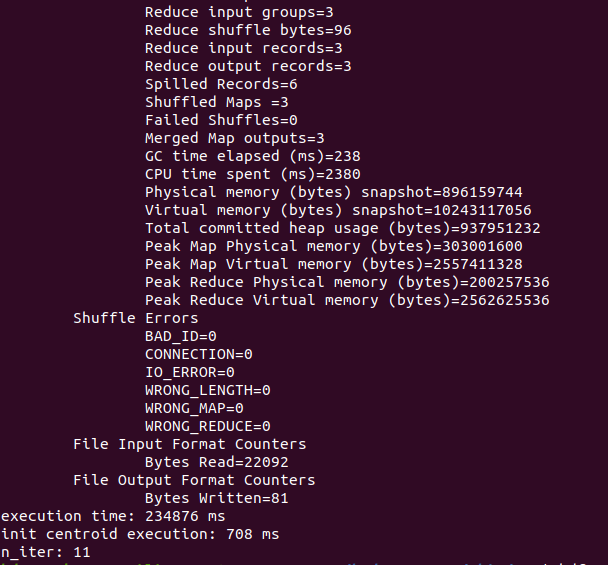 Reduce input groups=3
Reduce shuffle bytes=96
Reduce input records=3
Reduce output records=3
Spilled Records=6
Shuffled Maps =3
Failed Shuffles=0
Merged Map outputs=3
GC time elapsed (ms)=238
CPU time spent (ms)=2380
Physical memory (bytes) snapshot=896159744
Virtual memory (bytes) snapshot=10243117056
Total committed heap usage (bytes)=937951232
Peak Map Physical memory (bytes)=303001600
Peak Map Virtual memory (bytes)=2557411328
Peak Reduce Physical memory (bytes)=200257536
Peak Reduce Virtual memory (bytes)=2562625536
Shuffle Errors
BAD_ID=0
CONNECTION=0
IO_ERROR=0
WRONG_LENGTH=0
WRONG_MAP=0
WRONG_REDUCE=0
File Input Format Counters
Bytes Read=22092
File Output Format Counters
Bytes Written=81
execution time: 234876 ms
init centroid execution: 708 ms
n_iter: 11